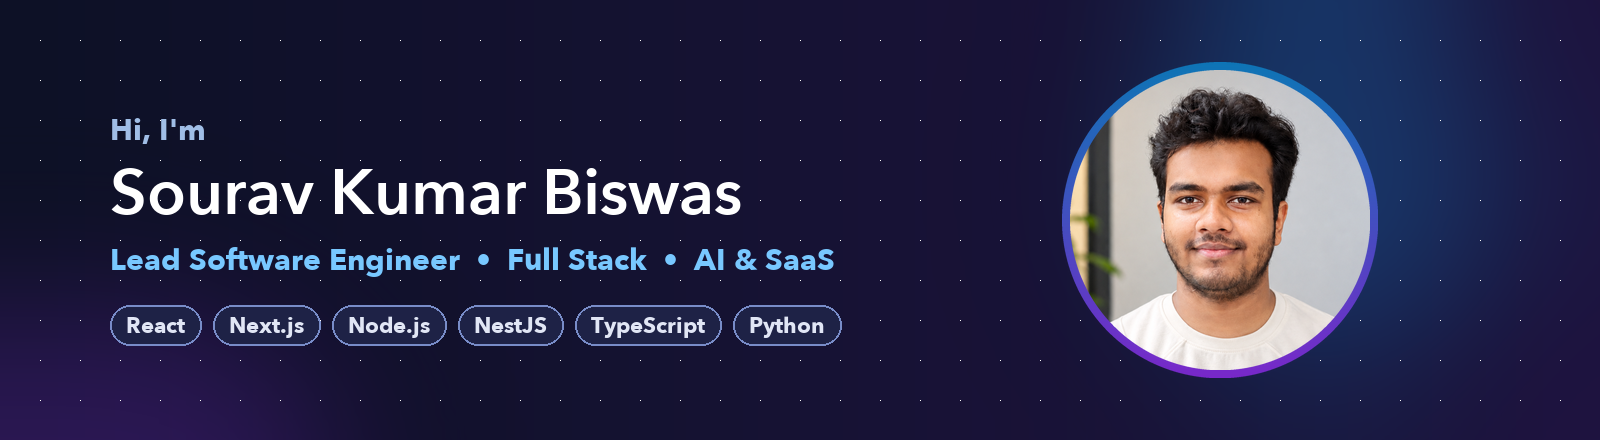 Hi, I'm
Sourav Kumar Biswas
Lead Software Engineer • Full Stack • AI & SaaS
React Next.js Node.js NestJS TypeScript Python